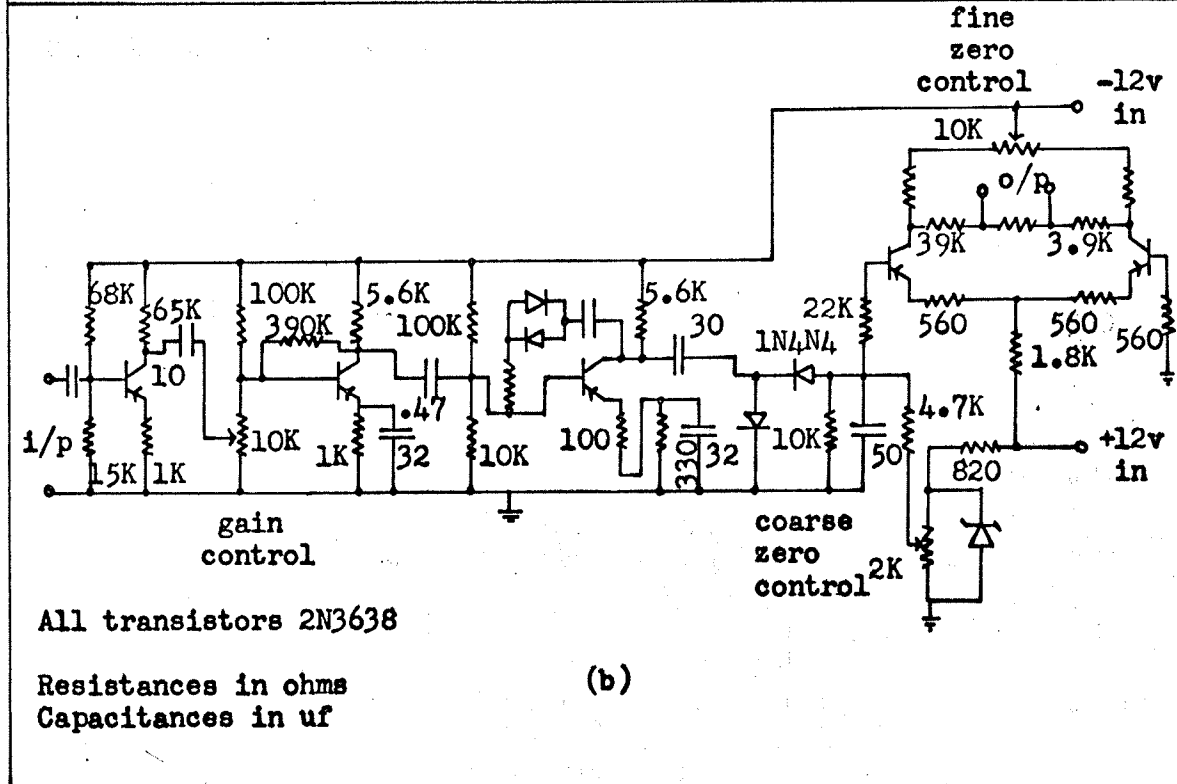 fine
zero
control
-12v
in
10K
o/p
39K
3.9K
68K
65K
100K
5.6K
390K
100K
5.6K
30
22K
560
560
560
1N4N4
1.8K
10
.47
4.7K
i/p
15K
1K
10K
1K
32
10K
100
330
32
10K
50
820
+12v
in
gain
control
coarse
zero
control
2K
All transistors 2N3638
Resistances in ohms
Capacitances in uf
(b)